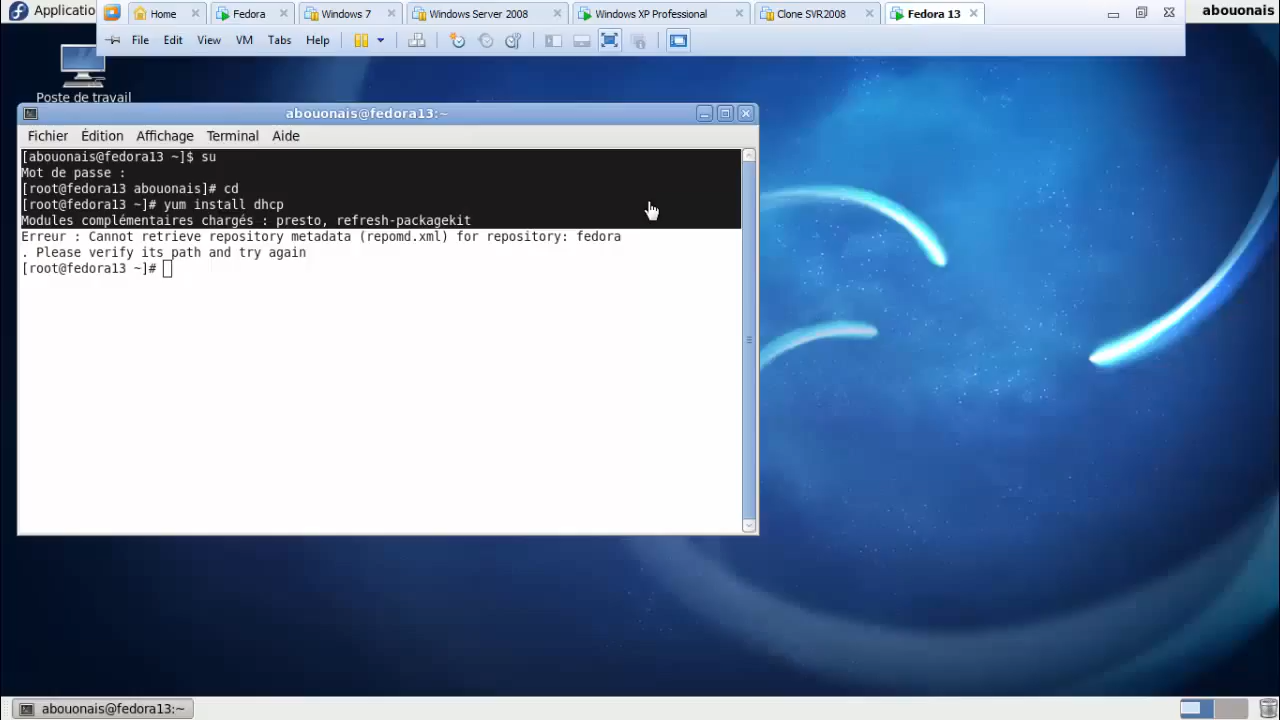 Home Fedora Windows 7 Windows Server 2008 Windows XP Professional Clone SVR2008 Fedora 13
Applicatio
abouonais
File Edit View VM Tabs Help
Poste de travail
abouonais@fedora13:~
Fichier Édition Affichage Terminal Aide
[abouonais@fedora13 ~]$ su
Mot de passe :
[root@fedora13 abouonais]# cd
[root@fedora13 ~]# yum install dhcp
Modules complémentaires chargés : presto, refresh-packagekit
Erreur : Cannot retrieve repository metadata (repomd.xml) for repository: fedora
. Please verify its path and try again
[root@fedora13 ~]#
abouonais@fedora13:~